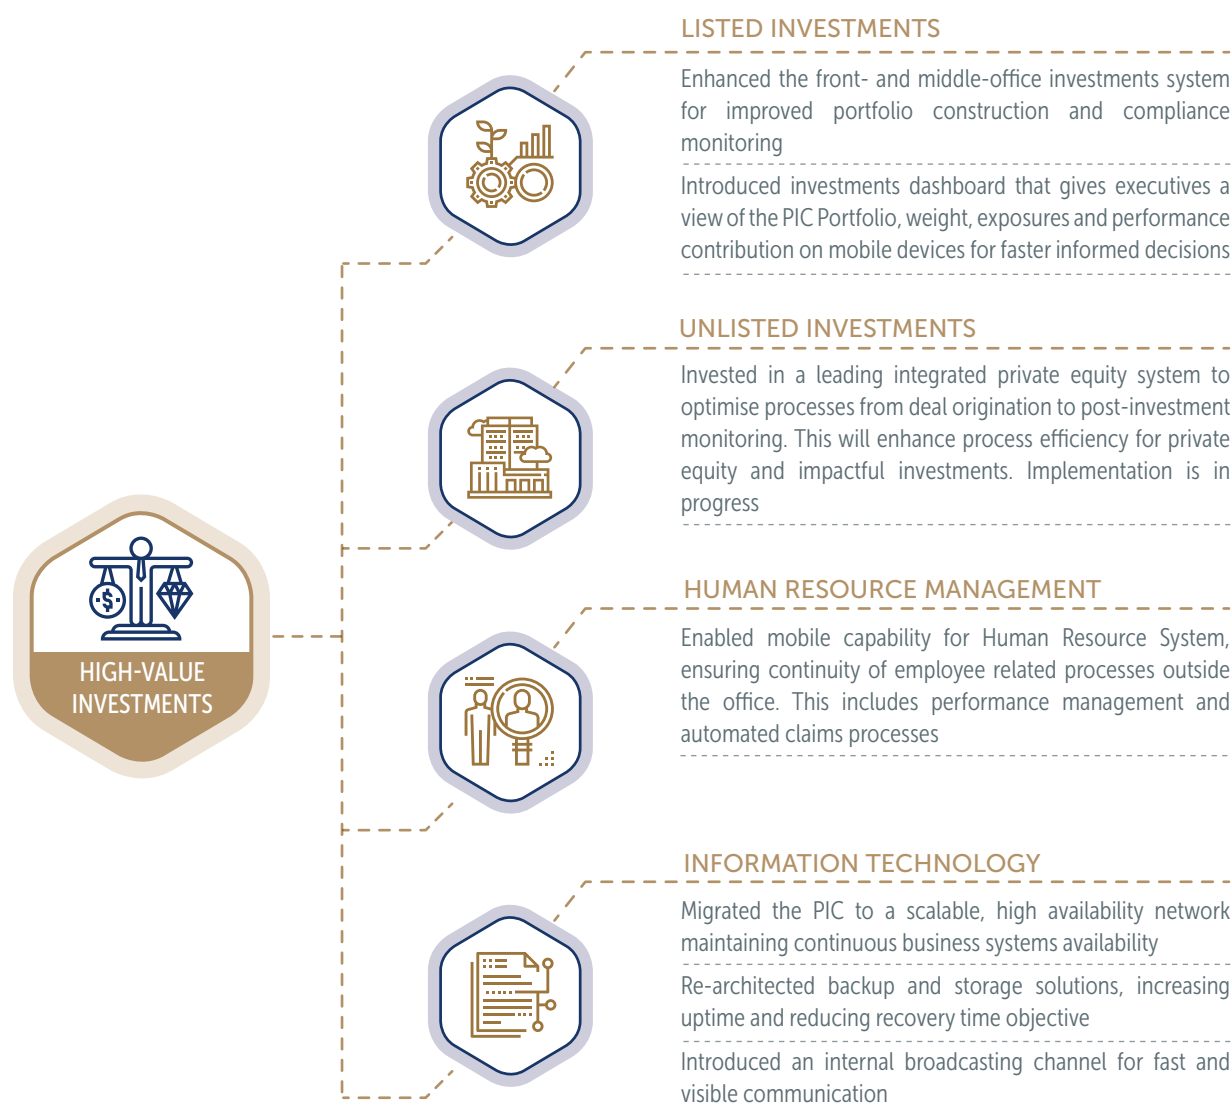 LISTED INVESTMENTS
Enhanced the front- and middle-office investments system
for improved portfolio construction and compliance
monitoring
Introduced investments dashboard that gives executives a
view of the PIC Portfolio, weight, exposures and performance
contribution on mobile devices for faster informed decisions
UNLISTED INVESTMENTS
Invested in a leading integrated private equity system to
optimise processes from deal origination to post-investment
monitoring. This will enhance process efficiency for private
equity and impactful investments. Implementation is in
progress
HIGH-VALUE
INVESTMENTS
HUMAN RESOURCE MANAGEMENT
Enabled mobile capability for Human Resource System,
ensuring continuity of employee related processes outside
the office. This includes performance management and
automated claims processes
INFORMATION TECHNOLOGY
Migrated the PIC to a scalable, high availability network
maintaining continuous business systems availability
Re-architected backup and storage solutions, increasing
uptime and reducing recovery time objective
Introduced an internal broadcasting channel for fast and
visible communication